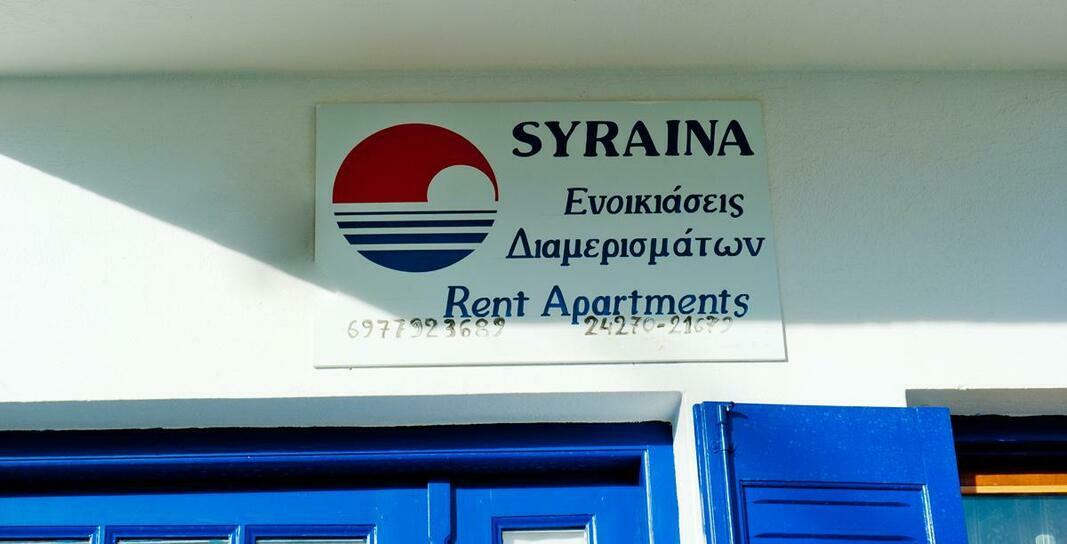 SYRAINA
Ενοικιάσεις
Διαμερισμάτων
Rent Apartments
6977923689 24270-21679